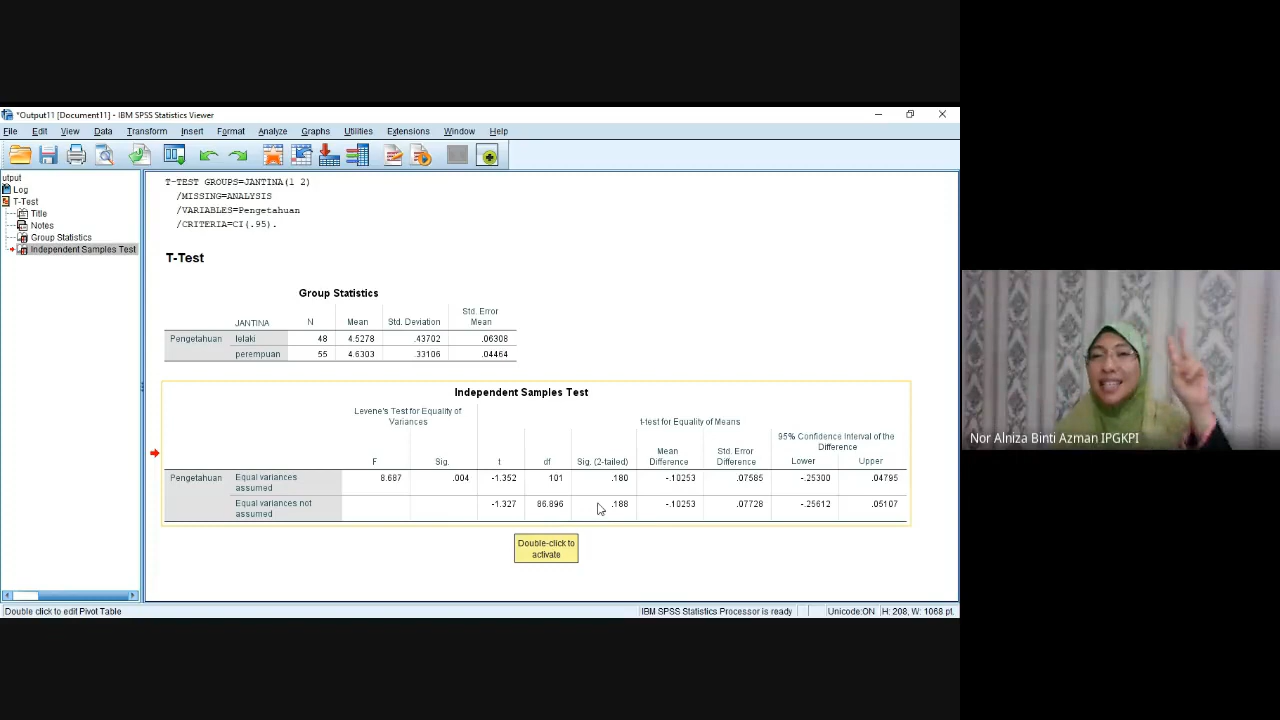 *Output11 [Document11] - IBM SPSS Statistics Viewer
File Edit View Data Transform Insert Format Analyze Graphs Utilities Extensions Window Help
utput
Log
T-Test
Title
Notes
Group Statistics
Independent Samples Test
T-TEST GROUPS=JANTINA(1 2)
/MISSING=ANALYSIS
/VARIABLES=Pengetahuan
/CRITERIA=CI(.95).
T-Test
Group Statistics
JANTINA N Mean Std. Deviation Std. Error Mean
Pengetahuan lelaki 48 4.5278 .43702 .06308
perempuan 55 4.6303 .33106 .04464
Independent Samples Test
Levene's Test for Equality of Variances
t-test for Equality of Means
95% Confidence Interval of the Difference
F Sig. t df Sig. (2-tailed) Mean Difference Std. Error Difference Lower Upper
Pengetahuan Equal variances assumed 8.687 .004 -1.352 101 .180 -.10253 .07585 -.25300 .04795
Equal variances not assumed -1.327 86.896 .188 -.10253 .07728 -.25612 .05107
Double-click to
activate
Double click to edit Pivot Table
IBM SPSS Statistics Processor is ready
Unicode:ON
H: 208, W: 1068 pt.
Nor Alniza Binti Azman IPGKPI